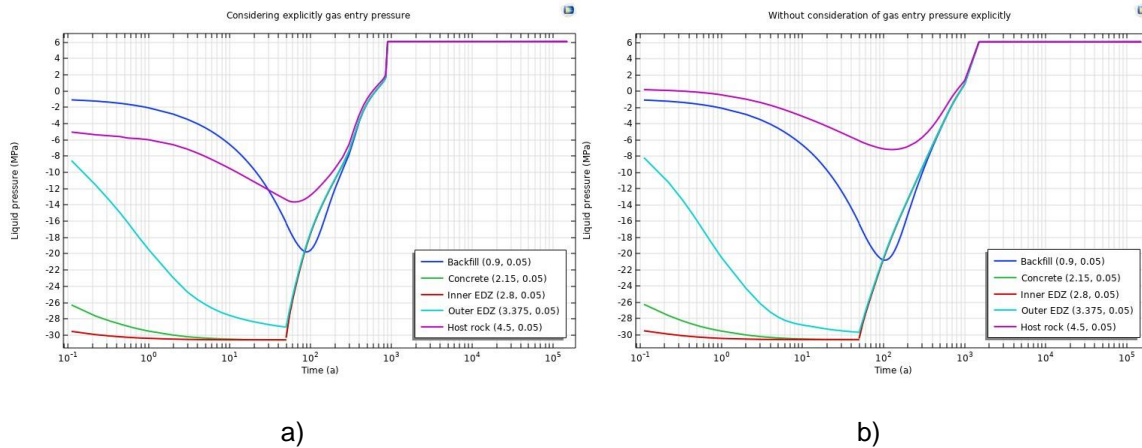 Considering explicitly gas entry pressure
6
4
2
0
-2
-4
-6
-8
-10
-12
-14
-16
-18
-20
-22
-24
-26
-28
-30
Liquid pressure (MPa)
Backfill (0.9, 0.05)
Concrete (2.15, 0.05)
Inner EDZ (2.8, 0.05)
Outer EDZ (3.375, 0.05)
Host rock (4.5, 0.05)
10⁻¹ 10⁰ 10¹ 10² 10³ 10⁴ 10⁵
Time (a)
a)
Without consideration of gas entry pressure explicitly
6
4
2
0
-2
-4
-6
-8
-10
-12
-14
-16
-18
-20
-22
-24
-26
-28
-30
Liquid pressure (MPa)
Backfill (0.9, 0.05)
Concrete (2.15, 0.05)
Inner EDZ (2.8, 0.05)
Outer EDZ (3.375, 0.05)
Host rock (4.5, 0.05)
10⁻¹ 10⁰ 10¹ 10² 10³ 10⁴ 10⁵
Time (a)
b)